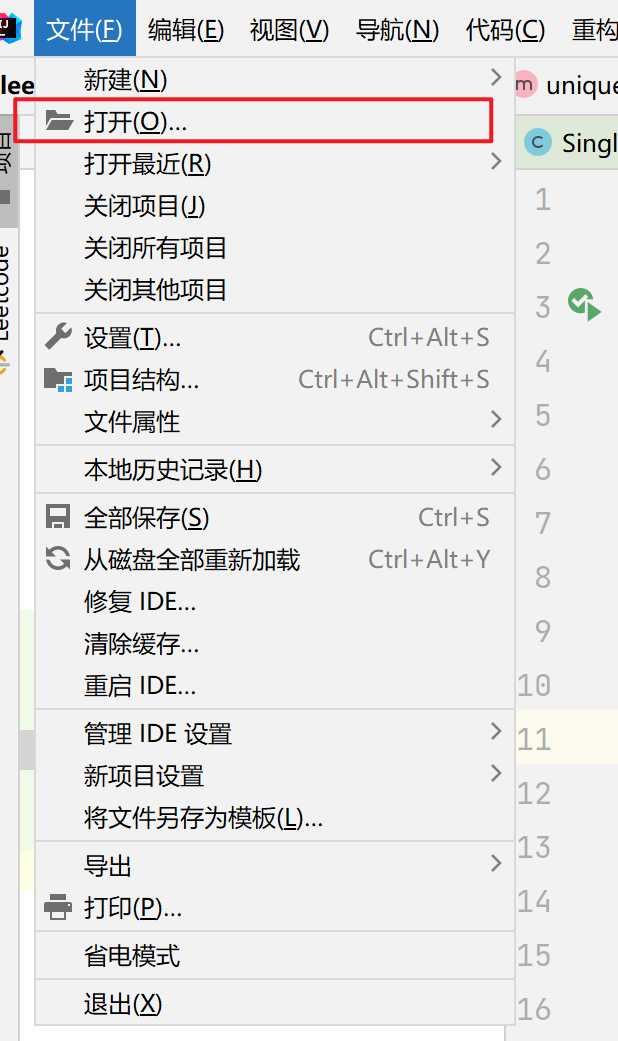 文件(F) 编辑(E) 视图(V) 导航(N) 代码(C) 重构
lee
新建(N)
打开(O)...
打开最近(R)
关闭项目(J)
关闭所有项目
关闭其他项目
设置(T)... Ctrl+Alt+S
项目结构... Ctrl+Alt+Shift+S
文件属性
本地历史记录(H)
全部保存(S) Ctrl+S
从磁盘全部重新加载 Ctrl+Alt+Y
修复 IDE...
清除缓存...
重启 IDE...
管理 IDE 设置
新项目设置
将文件另存为模板(L)...
导出
打印(P)...
省电模式
退出(X)
项目
Leetcode
m unique
C Singl
1
2
3
4
5
6
7
8
9
10
11
12
13
14
15
16